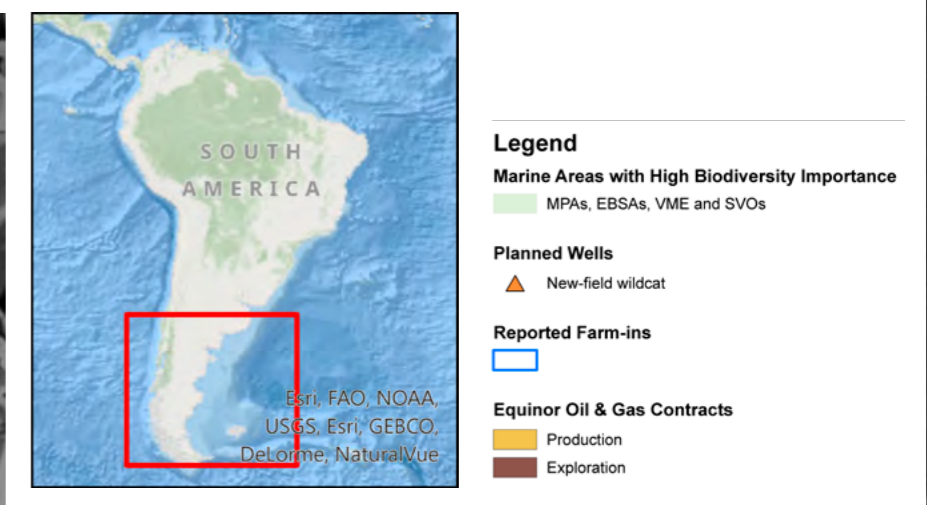 SOUTH
AMERICA
Esri, FAO, NOAA,
USGS, Esri, GEBCO,
DeLorme, NaturalVue
Legend
Marine Areas with High Biodiversity Importance
MPAs, EBSAs, VME and SVOs
Planned Wells
New-field wildcat
Reported Farm-ins
Equinor Oil & Gas Contracts
Production
Exploration